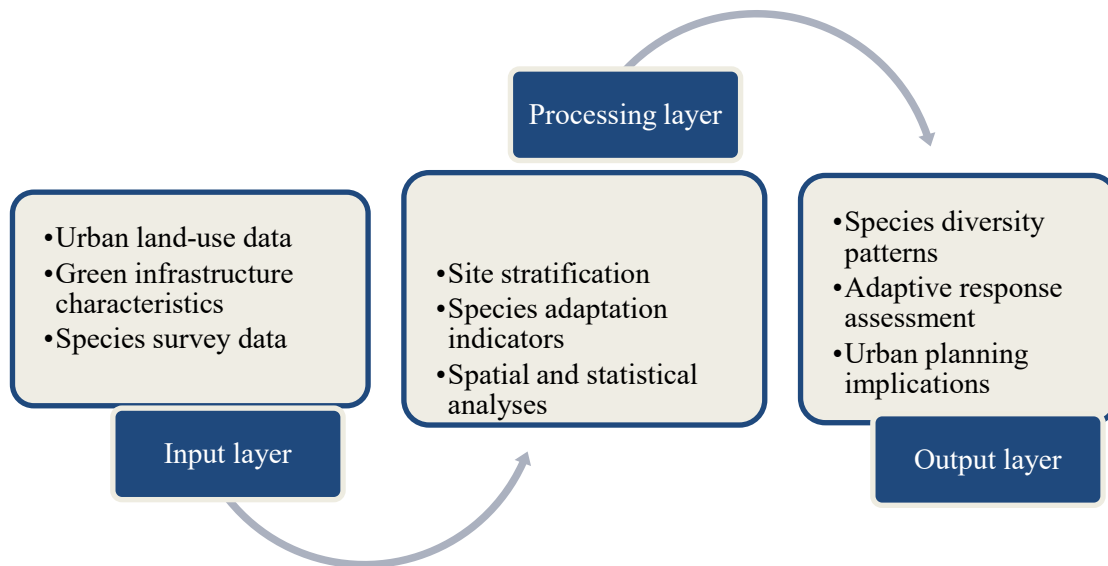 •Urban land-use data
•Green infrastructure
characteristics
•Species survey data
Input layer
Processing layer
•Site stratification
•Species adaptation
indicators
•Spatial and statistical
analyses
•Species diversity
patterns
•Adaptive response
assessment
•Urban planning
implications
Output layer